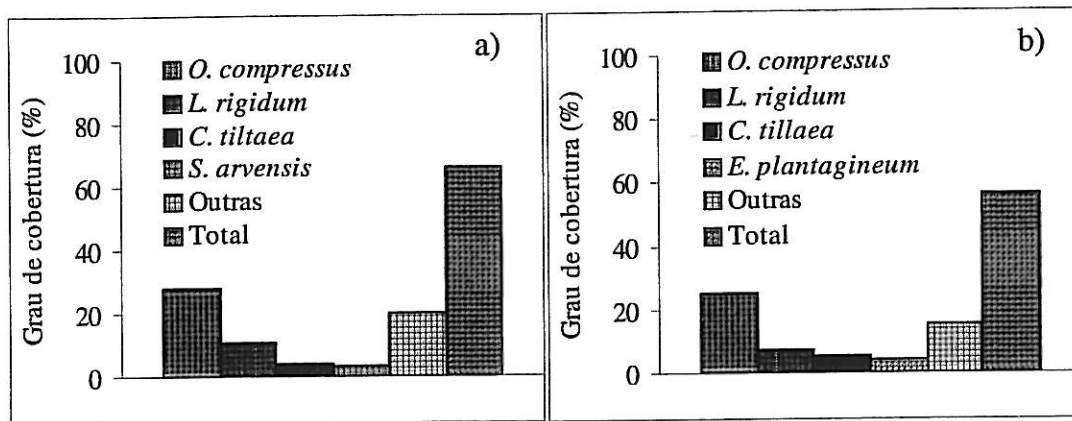 a)
Grau de cobertura (%)
100
80
60
40
20
0
O. compressus
L. rigidum
C. tiltaea
S. arvensis
Outras
Total
b)
Grau de cobertura (%)
100
80
60
40
20
0
O. compressus
L. rigidum
C. tillaea
E. plantagineum
Outras
Total